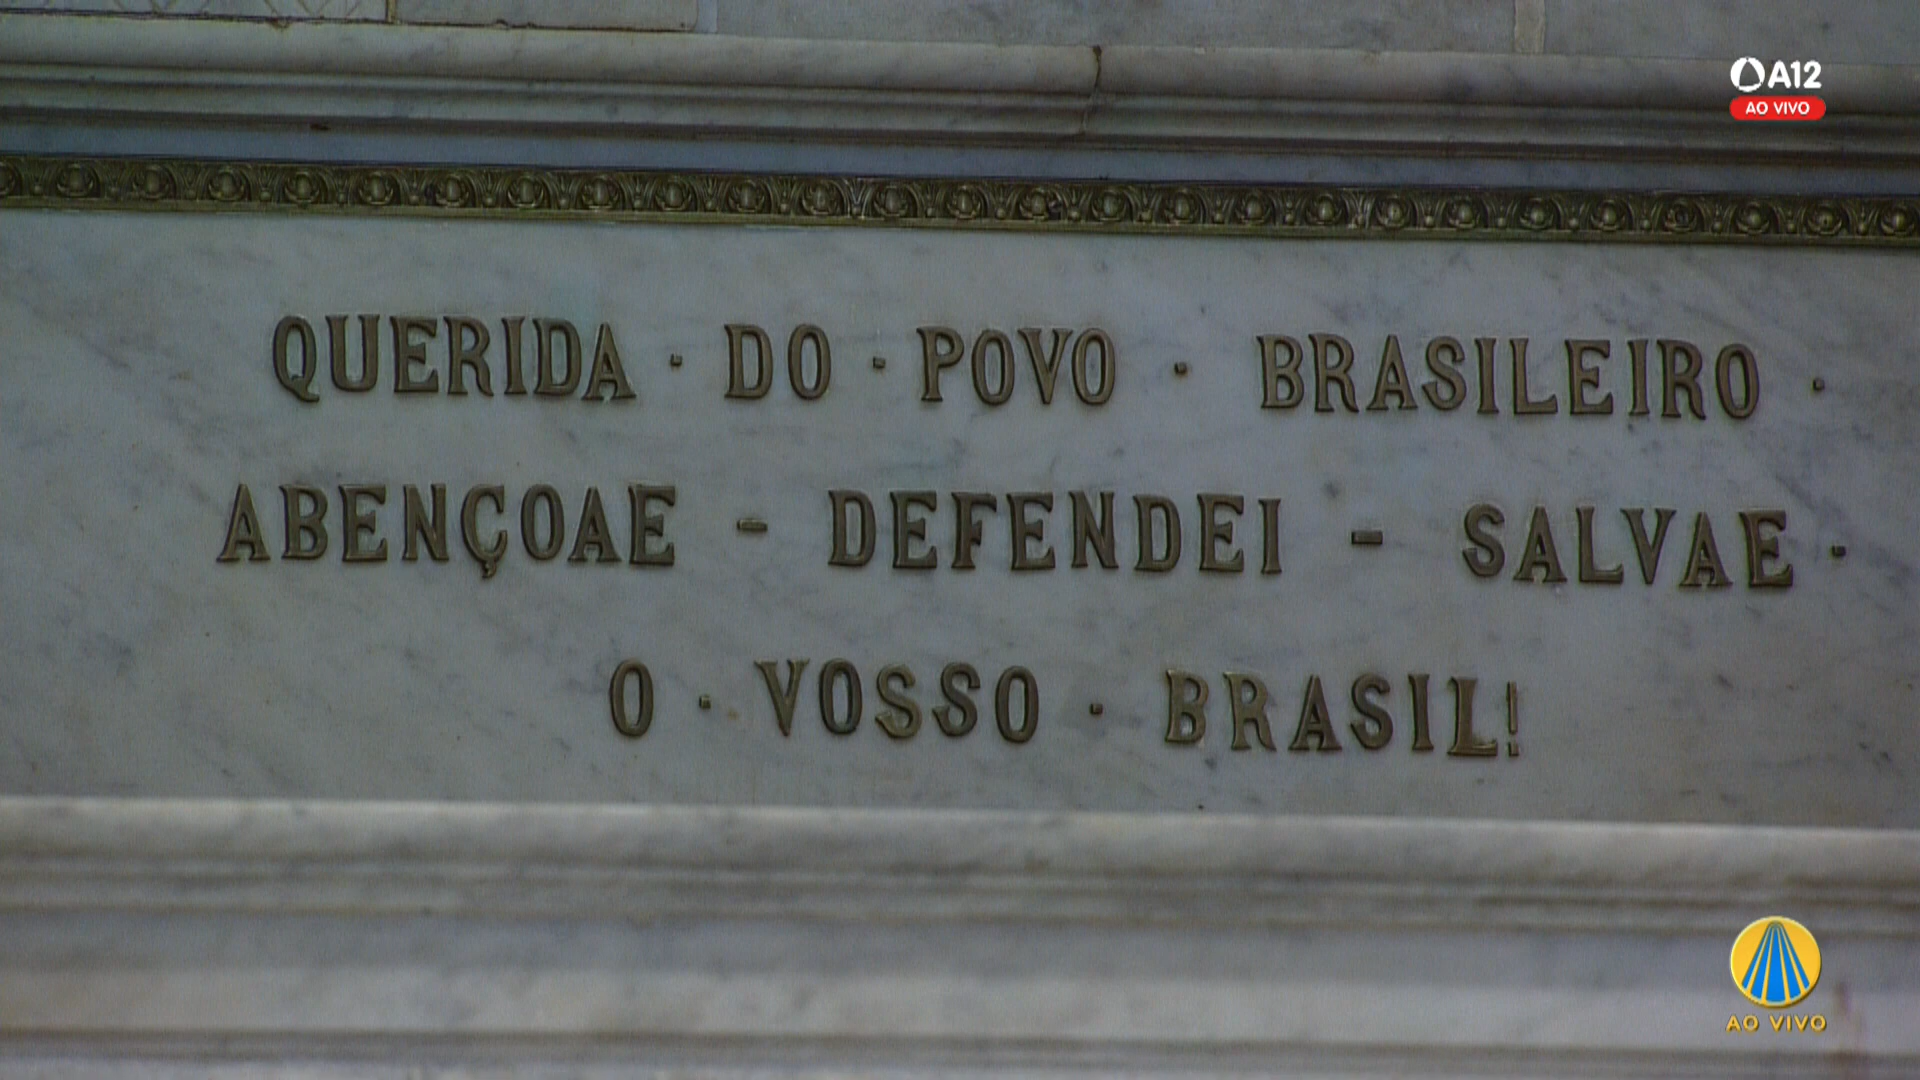 A12
AO VIVO
QUERIDA · DO · POVO · BRASILEIRO ·
ABENÇOAE - DEFENDEI - SALVAE ·
O · VOSSO · BRASIL!
AO VIVO